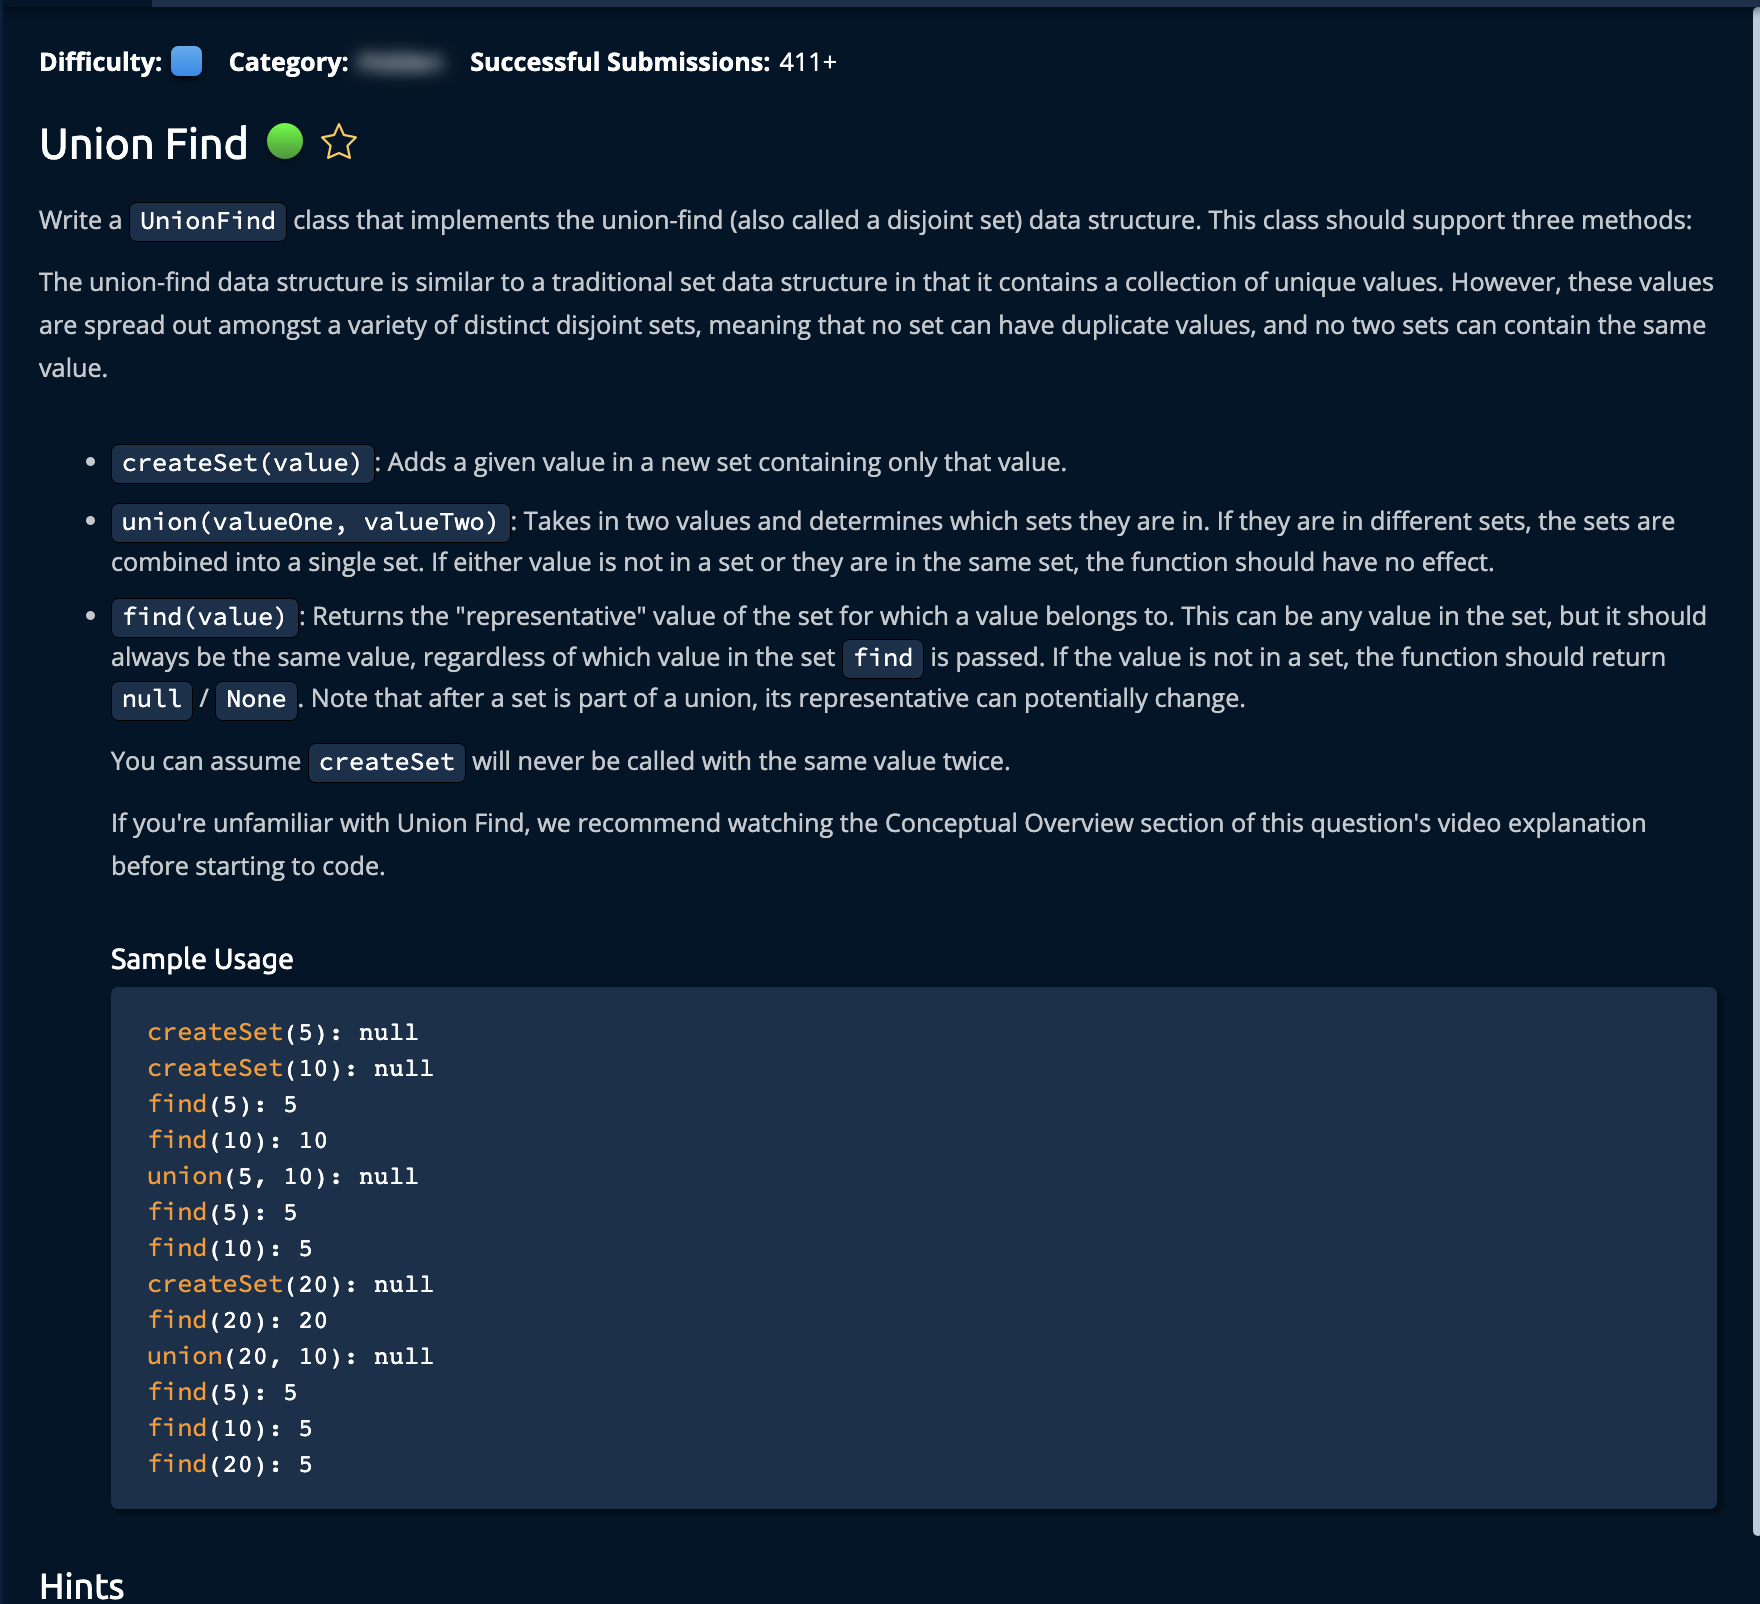 Difficulty: Category: Successful Submissions: 411+
Union Find
Write a UnionFind class that implements the union-find (also called a disjoint set) data structure. This class should support three methods:
The union-find data structure is similar to a traditional set data structure in that it contains a collection of unique values. However, these values
are spread out amongst a variety of distinct disjoint sets, meaning that no set can have duplicate values, and no two sets can contain the same
value.
• createSet(value) : Adds a given value in a new set containing only that value.
• union(valueOne, valueTwo) : Takes in two values and determines which sets they are in. If they are in different sets, the sets are
combined into a single set. If either value is not in a set or they are in the same set, the function should have no effect.
• find(value) : Returns the "representative" value of the set for which a value belongs to. This can be any value in the set, but it should
always be the same value, regardless of which value in the set find is passed. If the value is not in a set, the function should return
null / None . Note that after a set is part of a union, its representative can potentially change.
You can assume createSet will never be called with the same value twice.
If you're unfamiliar with Union Find, we recommend watching the Conceptual Overview section of this question's video explanation
before starting to code.
Sample Usage
createSet(5): null
createSet(10): null
find(5): 5
find(10): 10
union(5, 10): null
find(5): 5
find(10): 5
createSet(20): null
find(20): 20
union(20, 10): null
find(5): 5
find(10): 5
find(20): 5
Hints